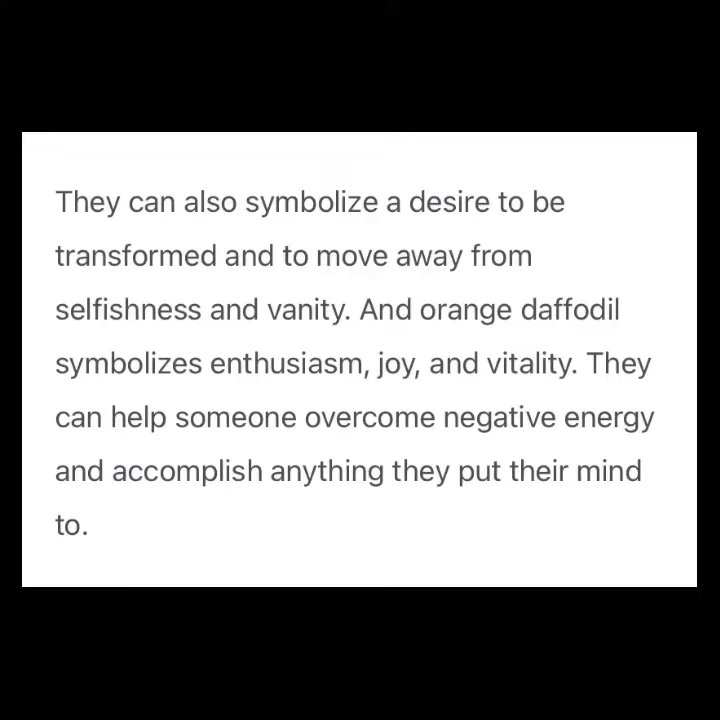 They can also symbolize a desire to be
transformed and to move away from
selfishness and vanity. And orange daffodil
symbolizes enthusiasm, joy, and vitality. They
can help someone overcome negative energy
and accomplish anything they put their mind
to.